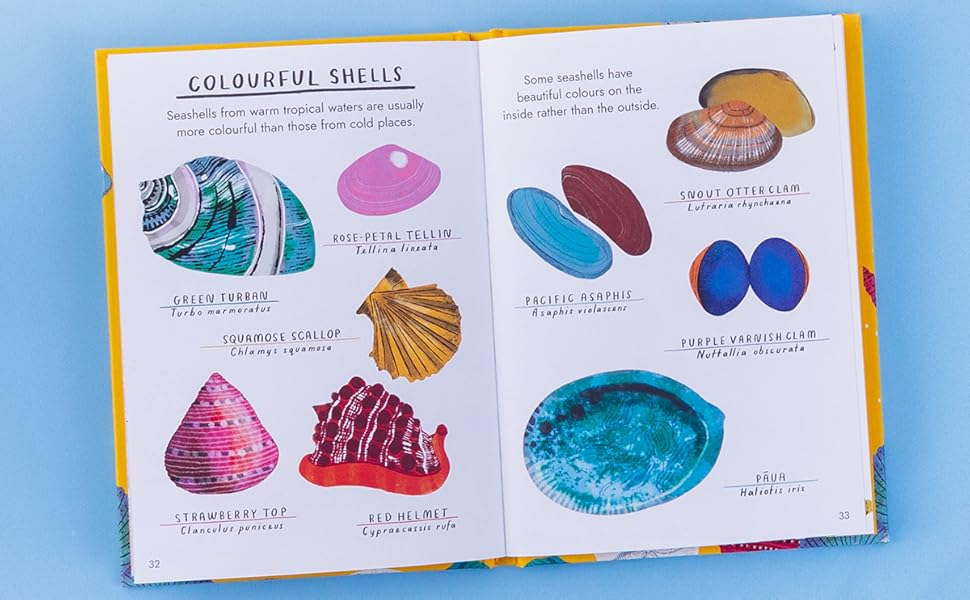 COLOURFUL SHELLS
Seashells from warm tropical waters are usually
more colourful than those from cold places.
ROSE-PETAL TELLIN
Tellina lineata
GREEN TURBAN
Turbo marmoratus
SQUAMOSE SCALLOP
Chlamys squamosa
STRAWBERRY TOP
Clanculus puniceus
RED HELMET
Cypraecassis rufa
32
Some seashells have
beautiful colours on the
inside rather than the outside.
SNOUT OTTER CLAM
Lutraria rhynchaena
PACIFIC ASAPHIS
Asaphis violascens
PURPLE VARNISH CLAM
Nuttallia obscurata
PĀUA
Haliotis iris
33